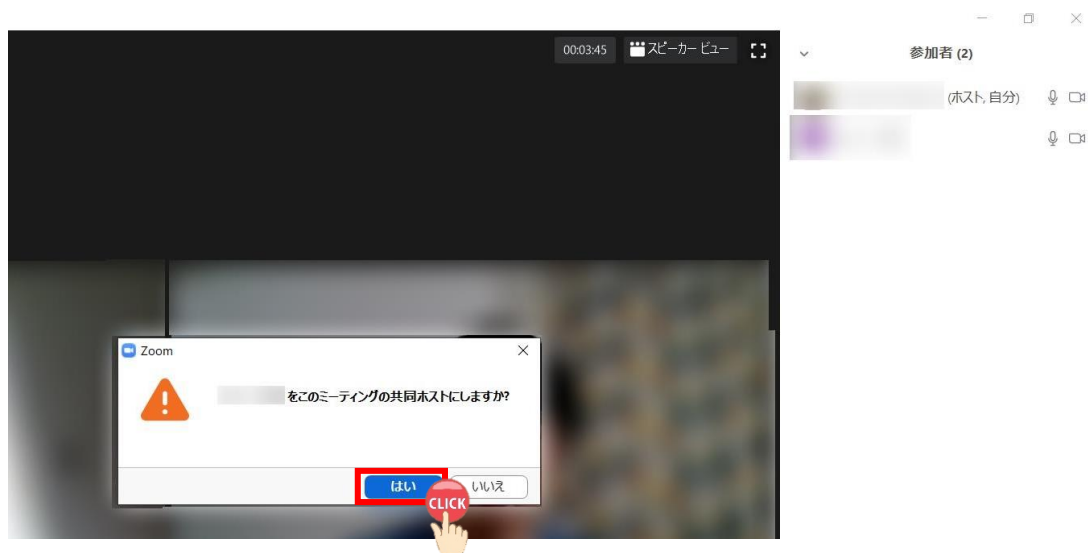 00:03:45 スピーカー ビュー
参加者 (2)
(ホスト, 自分)
Zoom
をこのミーティングの共同ホストにしますか?
はい
いいえ
CLICK